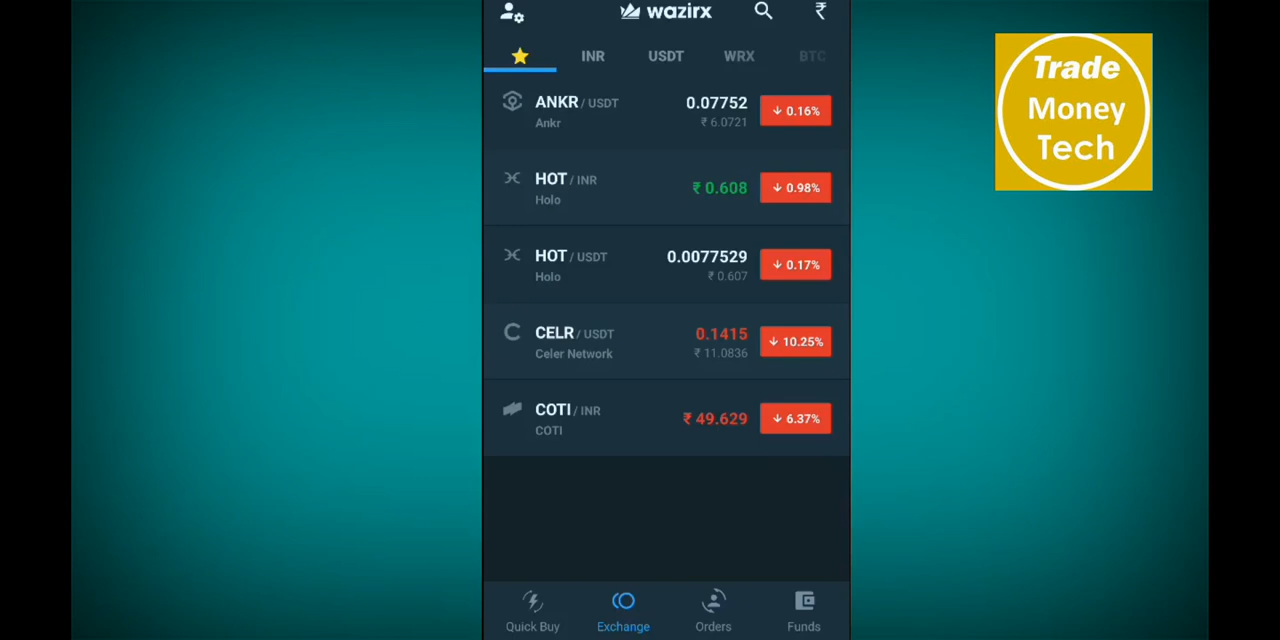 wazirx ₹
INR USDT WRX BTC
ANKR / USDT 0.07752 ↓ 0.16%
Ankr ₹ 6.0721
HOT / INR ₹ 0.608 ↓ 0.98%
Holo
HOT / USDT 0.0077529 ↓ 0.17%
Holo ₹ 0.607
CELR / USDT 0.1415 ↓ 10.25%
Celer Network ₹ 11.0836
COTI / INR ₹ 49.629 ↓ 6.37%
COTI
Quick Buy Exchange Orders Funds
Trade
Money
Tech